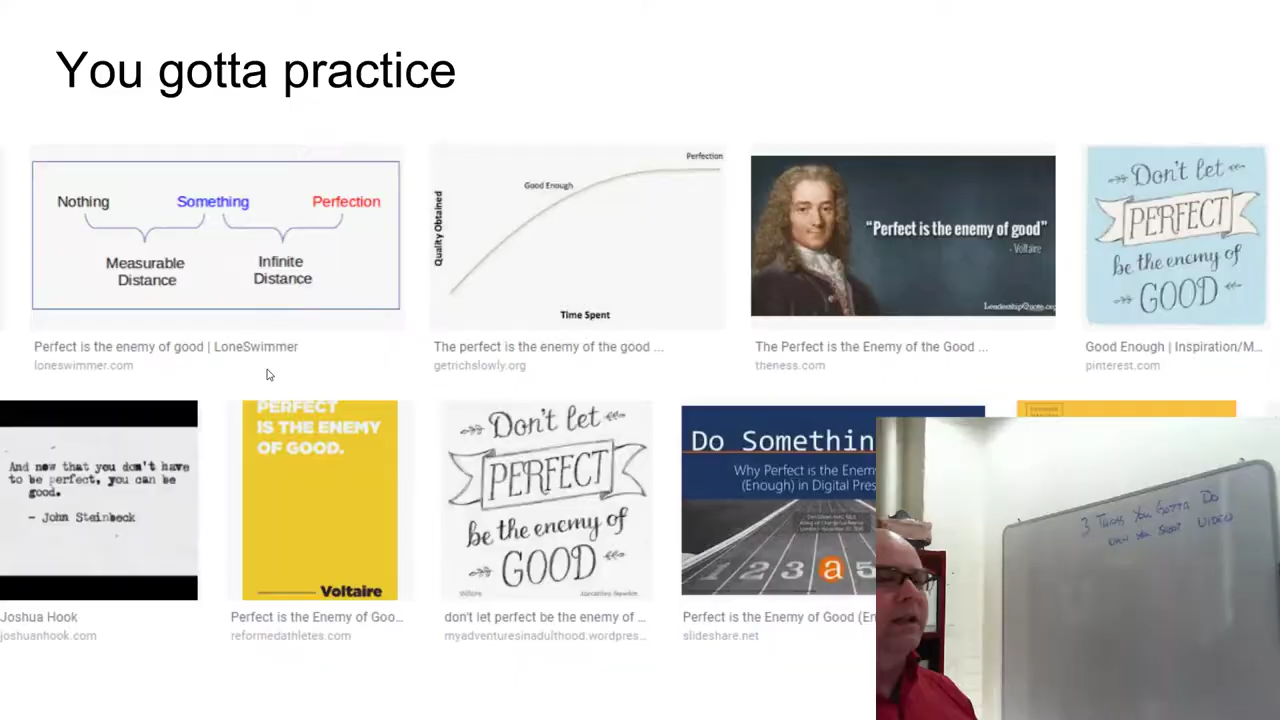 You gotta practice
Nothing
Something
Perfection
Measurable
Distance
Infinite
Distance
Perfect is the enemy of good | LoneSwimmer
loneswimmer.com
Perfection
Good Enough
Quality Obtained
Time Spent
The perfect is the enemy of the good ...
getrichslowly.org
“Perfect is the enemy of good”
- Voltaire
LeadershipQuote.org
The Perfect is the Enemy of the Good ...
theness.com
Don't let
PERFECT
be the enemy of
GOOD
Good Enough | Inspiration/M...
pinterest.com
And now that you don't have
to be perfect, you can be
good.
- John Steinbeck
Joshua Hook
joshuanhook.com
PERFECT
IS THE ENEMY
OF GOOD.
Voltaire
Perfect is the Enemy of Goo...
reformedathletes.com
Don't let
PERFECT
be the enemy of
GOOD
don't let perfect be the enemy of ...
myadventuresinadulthood.wordpres...
Do Somethin
Why Perfect is the Enem
(Enough) in Digital Pres
1 2 3 a 5
Perfect is the Enemy of Good (En
slideshare.net
3 Things You Gotta Do
When You Shoot Video